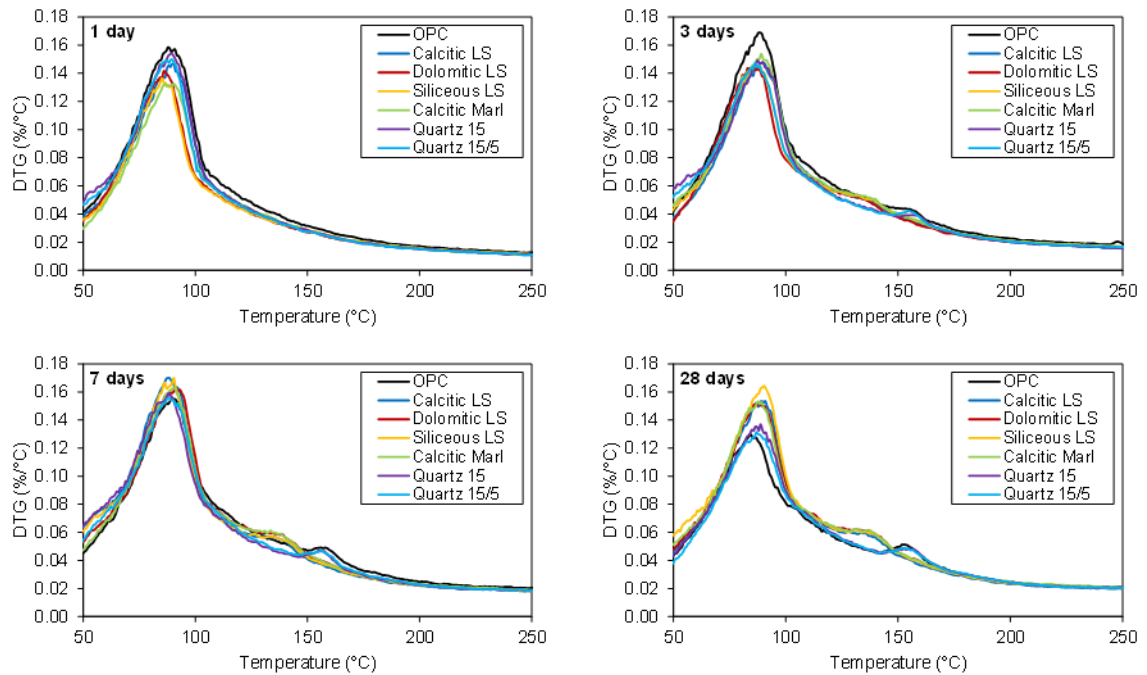 1 day
0.18
0.16
0.14
0.12
0.10
0.08
0.06
0.04
0.02
0.00
DTG (%/°C)
50 100 150 200 250
Temperature (°C)
OPC
Calcitic LS
Dolomitic LS
Siliceous LS
Calcitic Marl
Quartz 15
Quartz 15/5
3 days
0.18
0.16
0.14
0.12
0.10
0.08
0.06
0.04
0.02
0.00
DTG (%/°C)
50 100 150 200 250
Temperature (°C)
OPC
Calcitic LS
Dolomitic LS
Siliceous LS
Calcitic Marl
Quartz 15
Quartz 15/5
7 days
0.18
0.16
0.14
0.12
0.10
0.08
0.06
0.04
0.02
0.00
DTG (%/°C)
50 100 150 200 250
Temperature (°C)
OPC
Calcitic LS
Dolomitic LS
Siliceous LS
Calcitic Marl
Quartz 15
Quartz 15/5
28 days
0.18
0.16
0.14
0.12
0.10
0.08
0.06
0.04
0.02
0.00
DTG (%/°C)
50 100 150 200 250
Temperature (°C)
OPC
Calcitic LS
Dolomitic LS
Siliceous LS
Calcitic Marl
Quartz 15
Quartz 15/5